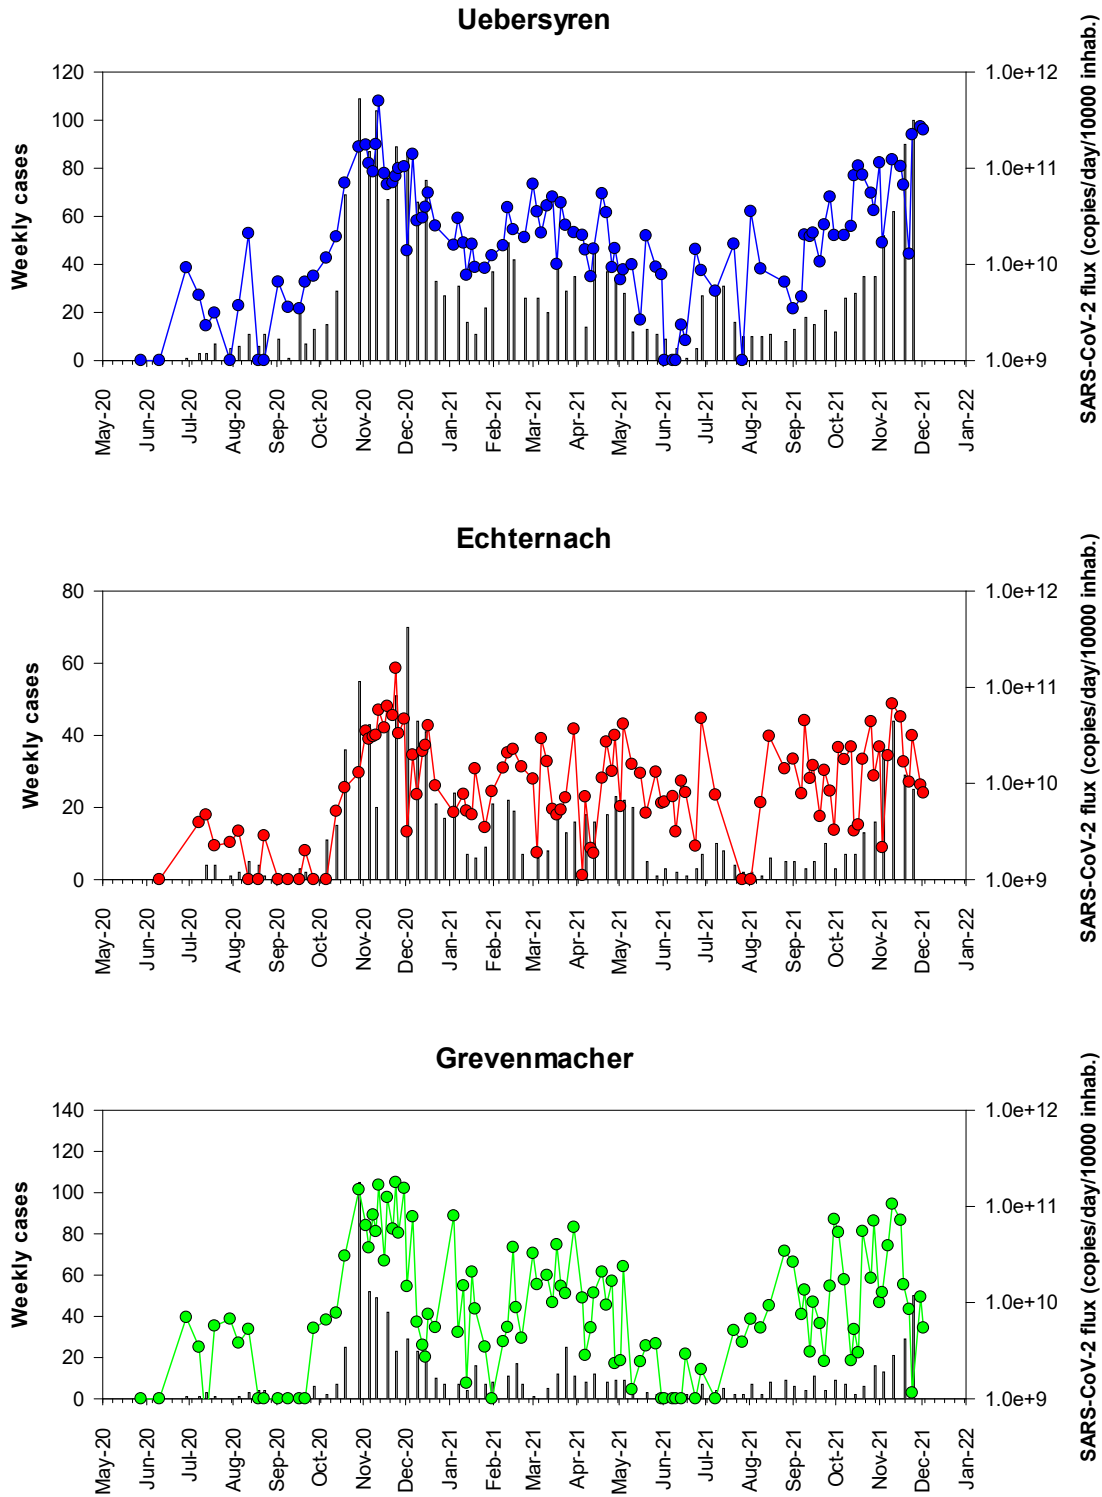 Uebersyren
Weekly cases
SARS-CoV-2 flux (copies/day/10000 inhab.)
120
100
80
60
40
20
0
1.0e+12
1.0e+11
1.0e+10
1.0e+9
May-20
Jun-20
Jul-20
Aug-20
Sep-20
Oct-20
Nov-20
Dec-20
Jan-21
Feb-21
Mar-21
Apr-21
May-21
Jun-21
Jul-21
Aug-21
Sep-21
Oct-21
Nov-21
Dec-21
Jan-22
Echternach
Weekly cases
SARS-CoV-2 flux (copies/day/10000 inhab.)
80
60
40
20
0
1.0e+12
1.0e+11
1.0e+10
1.0e+9
May-20
Jun-20
Jul-20
Aug-20
Sep-20
Oct-20
Nov-20
Dec-20
Jan-21
Feb-21
Mar-21
Apr-21
May-21
Jun-21
Jul-21
Aug-21
Sep-21
Oct-21
Nov-21
Dec-21
Jan-22
Grevenmacher
Weekly cases
SARS-CoV-2 flux (copies/day/10000 inhab.)
140
120
100
80
60
40
20
0
1.0e+12
1.0e+11
1.0e+10
1.0e+9
May-20
Jun-20
Jul-20
Aug-20
Sep-20
Oct-20
Nov-20
Dec-20
Jan-21
Feb-21
Mar-21
Apr-21
May-21
Jun-21
Jul-21
Aug-21
Sep-21
Oct-21
Nov-21
Dec-21
Jan-22